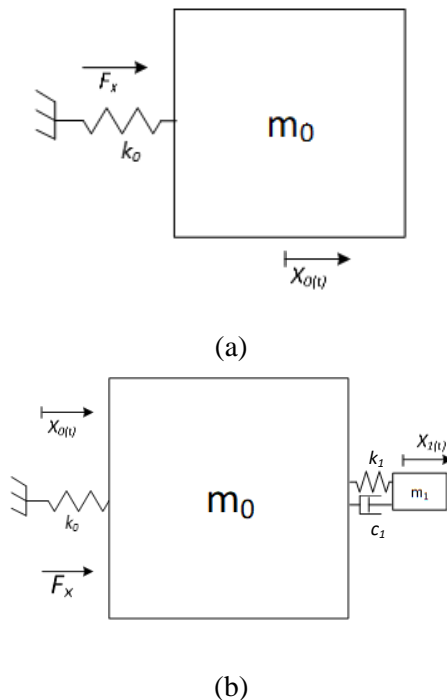 F_x
k_0
m_0
X_0(t)
(a)
X_0(t)
k_0
F_x
m_0
k_1
c_1
X_1(t)
m_1
(b)